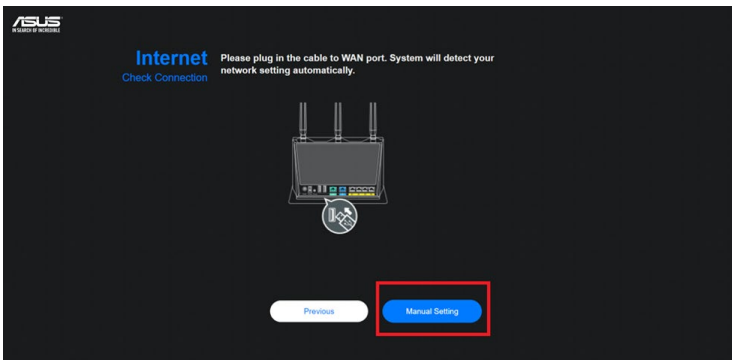 ASUS
IN SEARCH OF INCREDIBLE
Internet
Check Connection
Please plug in the cable to WAN port. System will detect your
network setting automatically.
Previous
Manual Setting